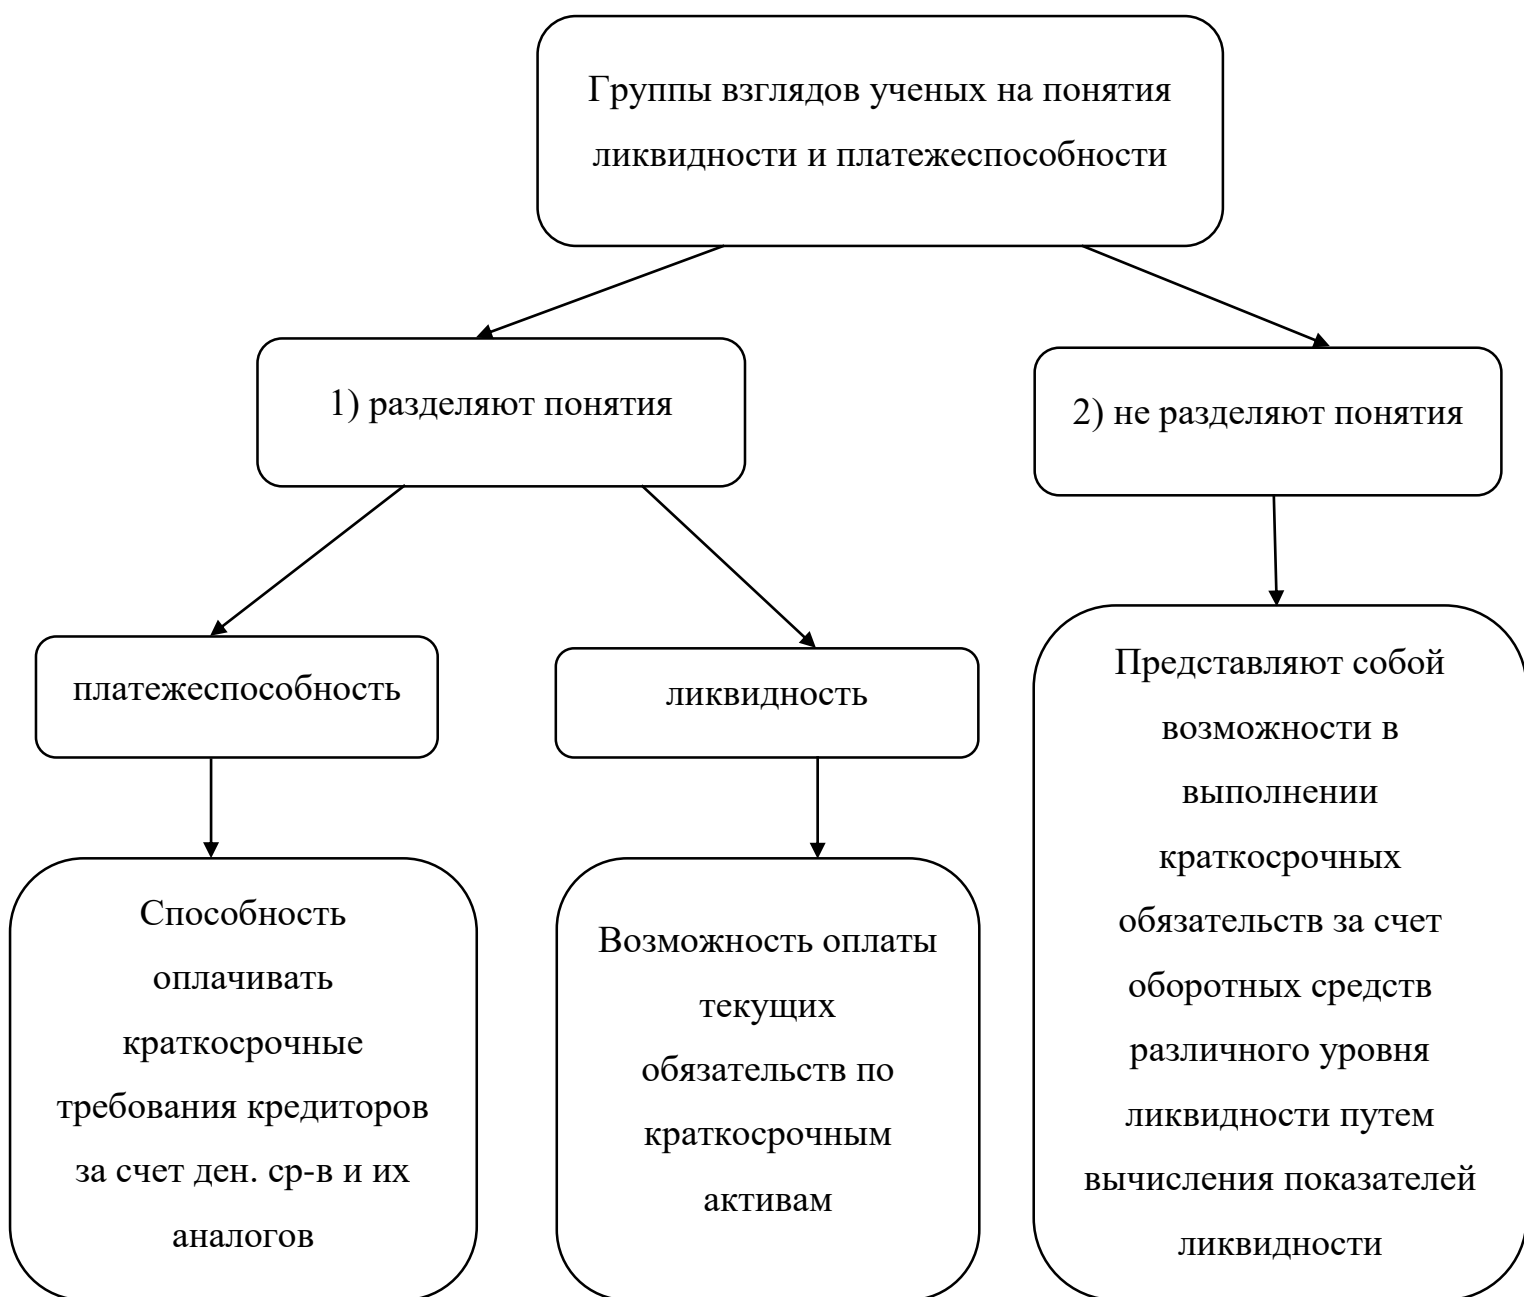 Группы взглядов ученых на понятия
ликвидности и платежеспособности
1) разделяют понятия
2) не разделяют понятия
платежеспособность
ликвидность
Способность
оплачивать
краткосрочные
требования кредиторов
за счет ден. ср-в и их
аналогов
Возможность оплаты
текущих
обязательств по
краткосрочным
активам
Представляют собой
возможности в
выполнении
краткосрочных
обязательств за счет
оборотных средств
различного уровня
ликвидности путем
вычисления показателей
ликвидности